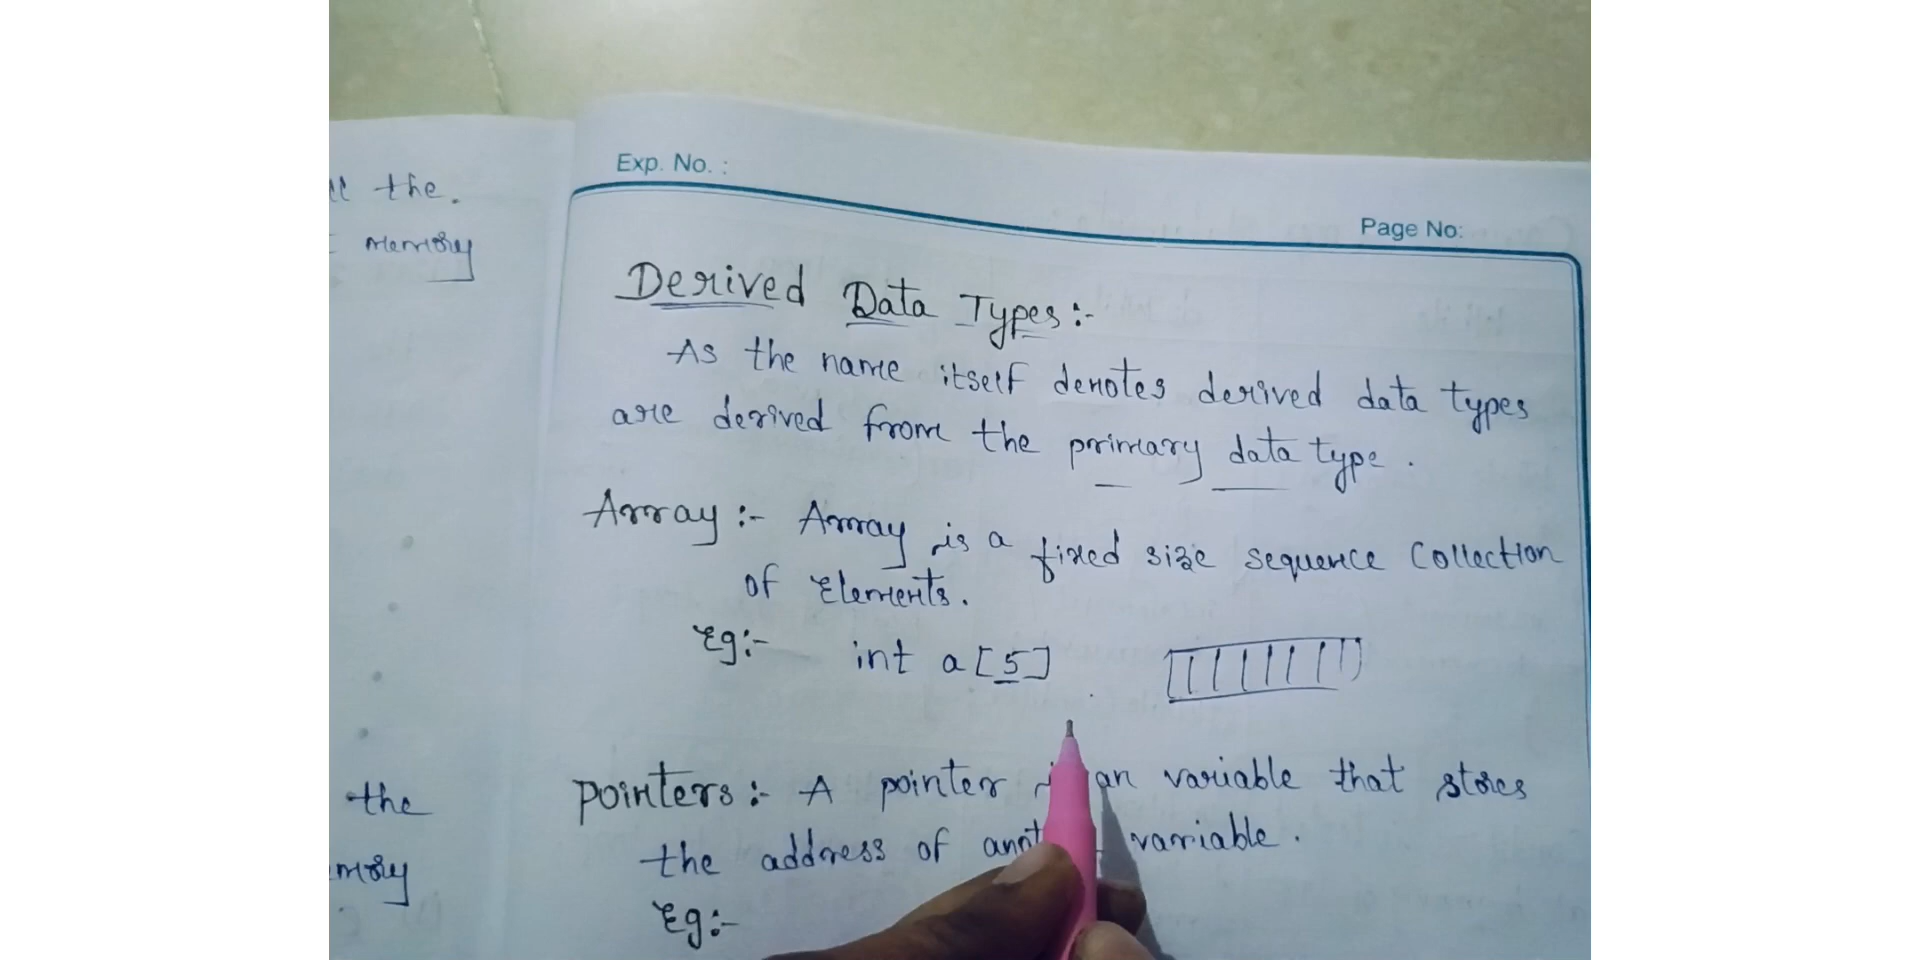 the.
memory
the
Exp. No. :
Page No:
Derived Data Types :-
As the name itself denotes derived data types
are derived from the primary data type .
Array :- Array is a fixed size sequence collection
of Elements.
Eg:- int a[5]
Pointers :- A pointer an variable that stores
the address of variable .
Eg:-